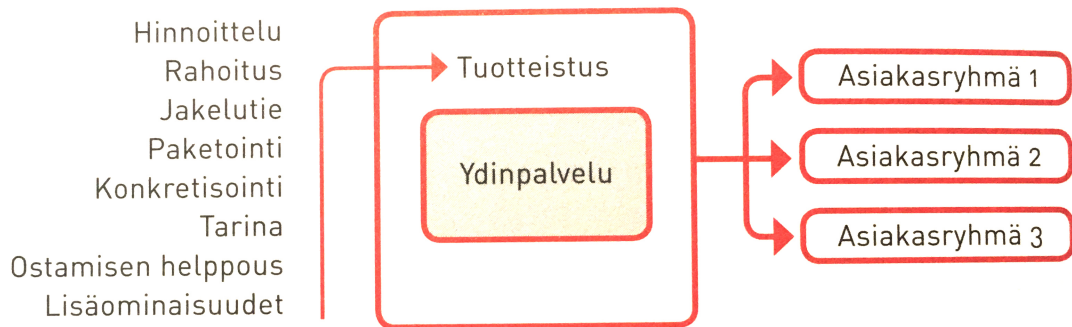 Hinnoittelu
Rahoitus
Jakelutie
Paketointi
Konkretisointi
Tarina
Ostamisen helppous
Lisäominaisuudet
Tuotteistus
Ydinpalvelu
Asiakasryhmä 1
Asiakasryhmä 2
Asiakasryhmä 3